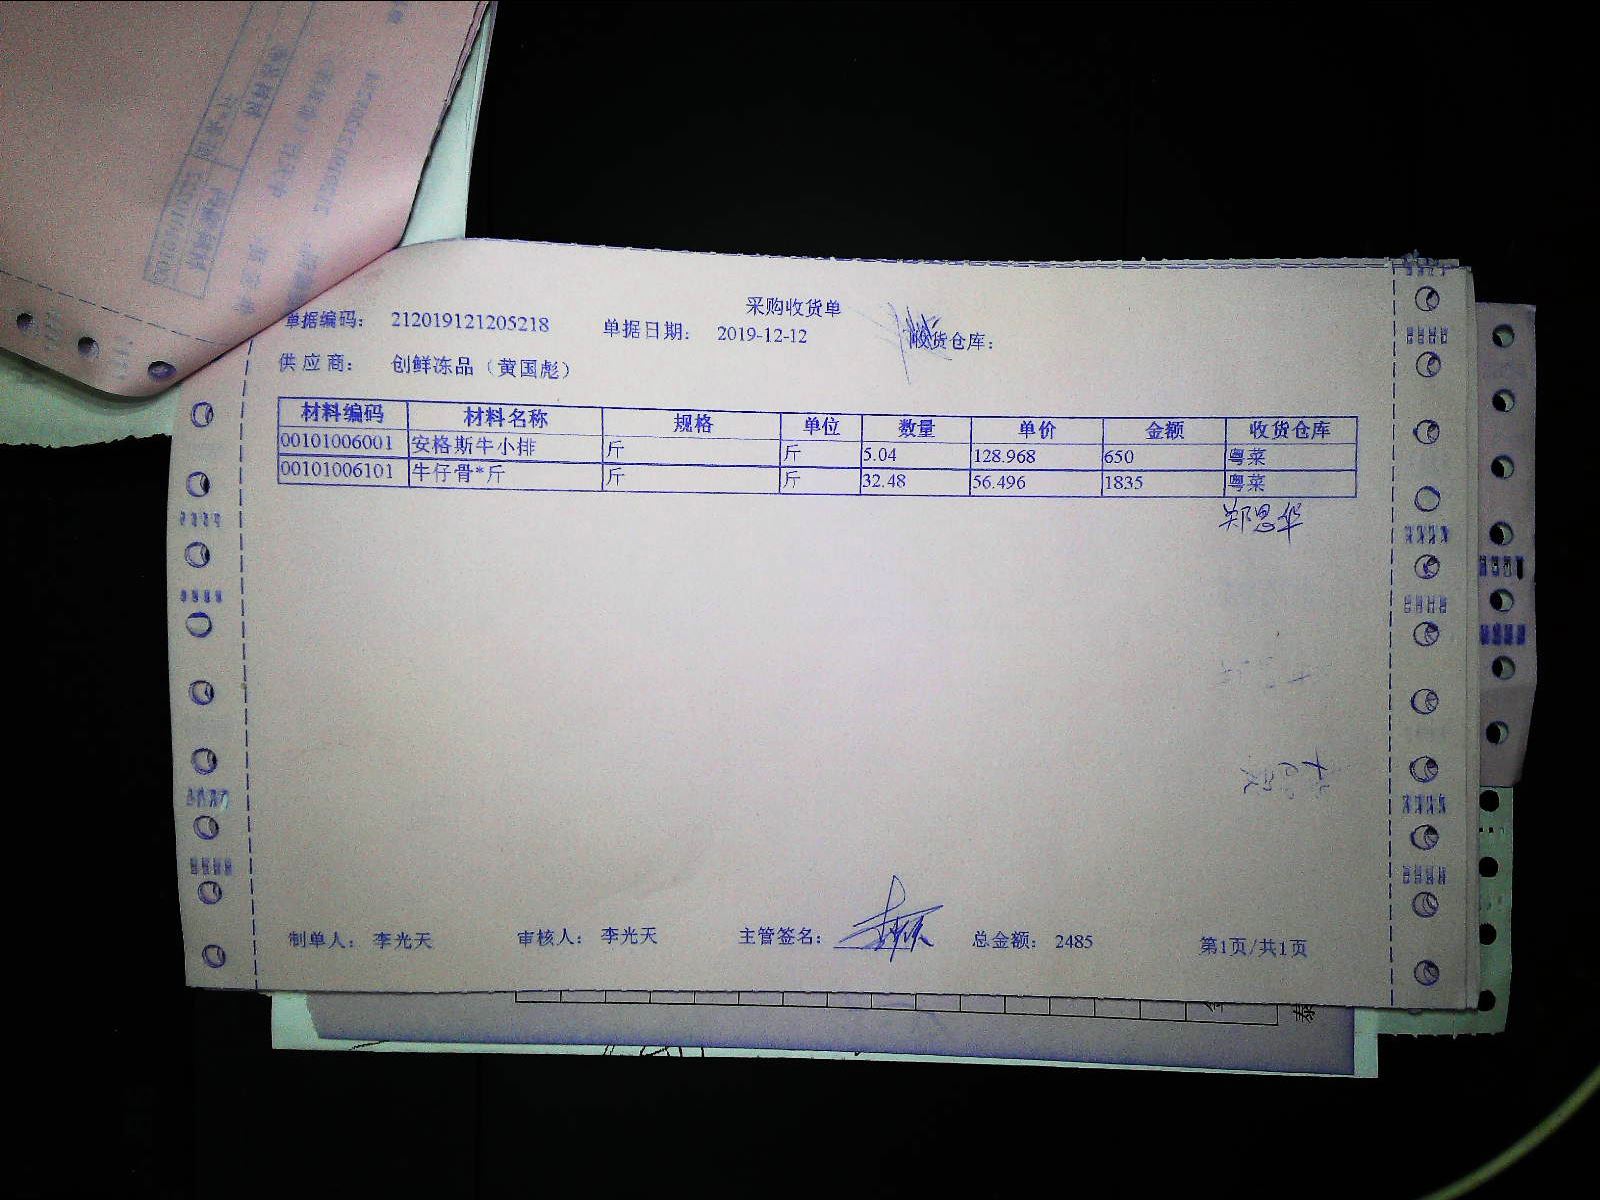 采购收货单
单据编码： 212019121205218 单据日期： 2019-12-12 收货仓库：
供应商： 创鲜冻品（黄国彪）
材料编码 材料名称 规格 单位 数量 单价 金额 收货仓库
00101006001 安格斯牛小排 斤 斤 5.04 128.968 650 粤菜
00101006101 牛仔骨*斤 斤 斤 32.48 56.496 1835 粤菜
郑思华
制单人： 李光天 审核人： 李光天 主管签名： 总金额： 2485 第1页/共1页